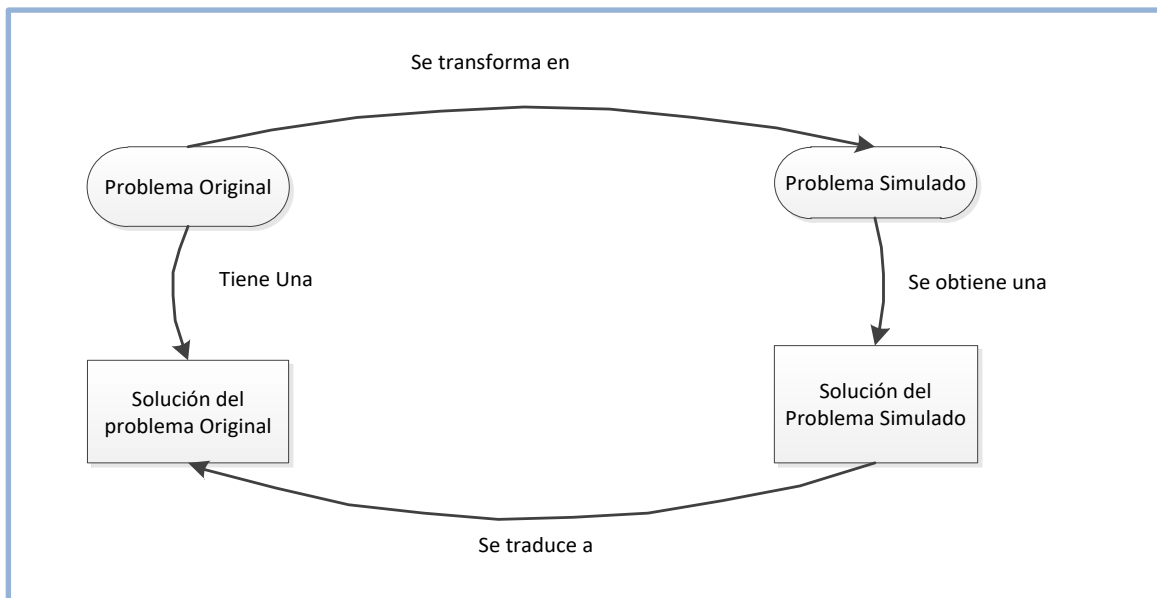 Se transforma en
Problema Original
Problema Simulado
Tiene Una
Se obtiene una
Solución del
problema Original
Solución del
Problema Simulado
Se traduce a